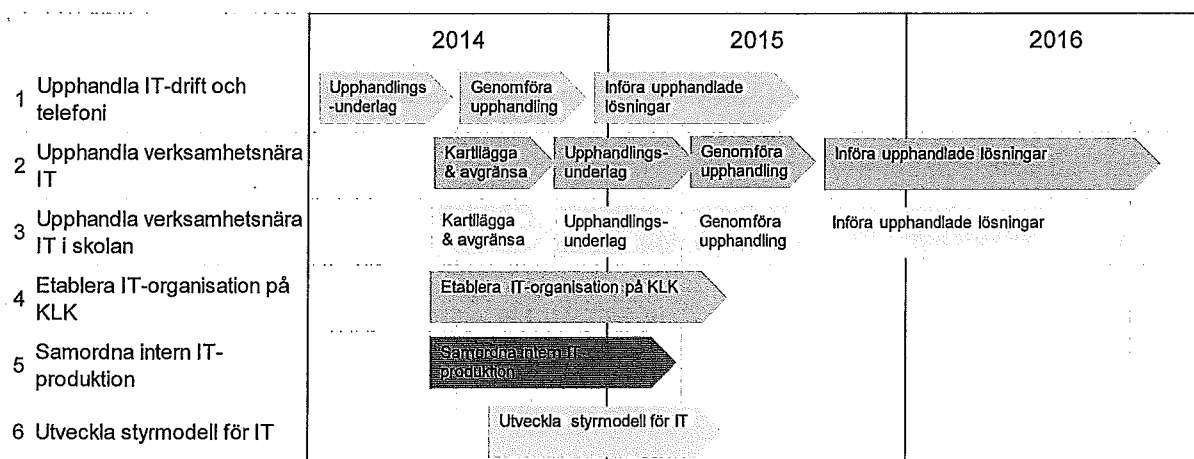 2014
2015
2016
1 Upphandla IT-drift och
telefoni
Upphandlings
-underlag
Genomföra
upphandling
Införa upphandlade
lösningar
2 Upphandla verksamhetsnära
IT
Kartllägga
& avgränsa
Upphandlings-
underlag
Genomföra
upphandling
Införa upphandlade lösningar
3 Upphandla verksamhetsnära
IT i skolan
Kartllägga
& avgränsa
Upphandlings-
underlag
Genomföra
upphandling
Införa upphandlade lösningar
4 Etablera IT-organisation på
KLK
Etablera IT-organisation på KLK
5 Samordna intern IT-
produktion
Samordna intern IT-
produktion
6 Utveckla styrmodell för IT
Utveckla styrmodell för IT